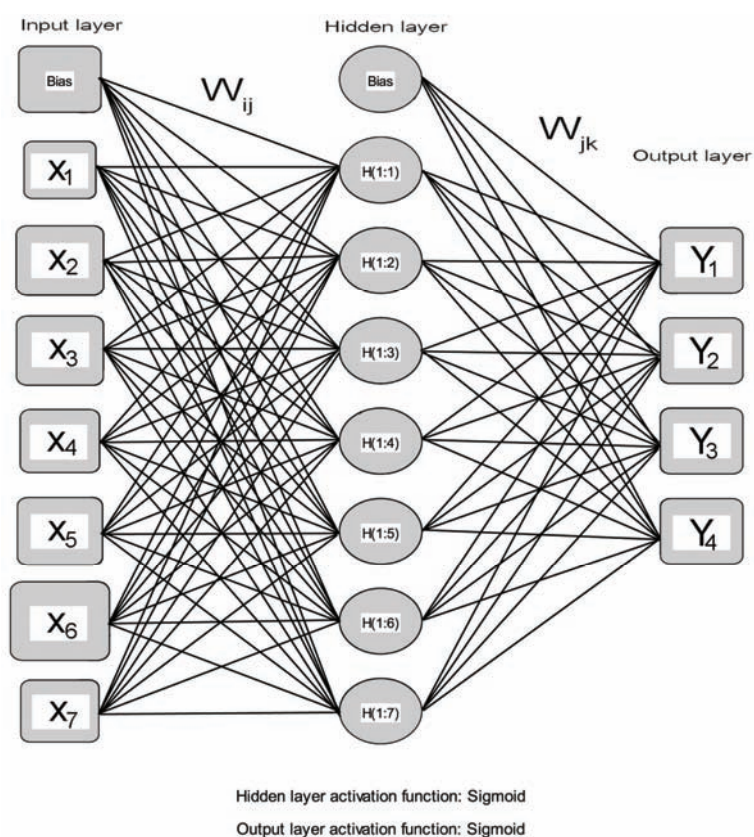 Input layer
Hidden layer
Bias
Bias
Wij
Wjk
Output layer
X1
H(1:1)
X2
H(1:2)
Y1
X3
H(1:3)
Y2
X4
H(1:4)
Y3
X5
H(1:5)
Y4
X6
H(1:6)
X7
H(1:7)
Hidden layer activation function: Sigmoid
Output layer activation function: Sigmoid